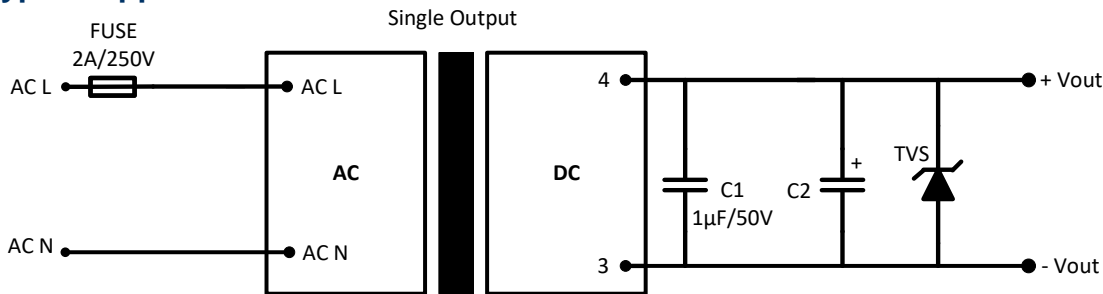 Single Output
FUSE
2A/250V
AC L
AC L
4
+ Vout
AC
DC
C1
1µF/50V
C2
+
TVS
AC N
AC N
3
- Vout